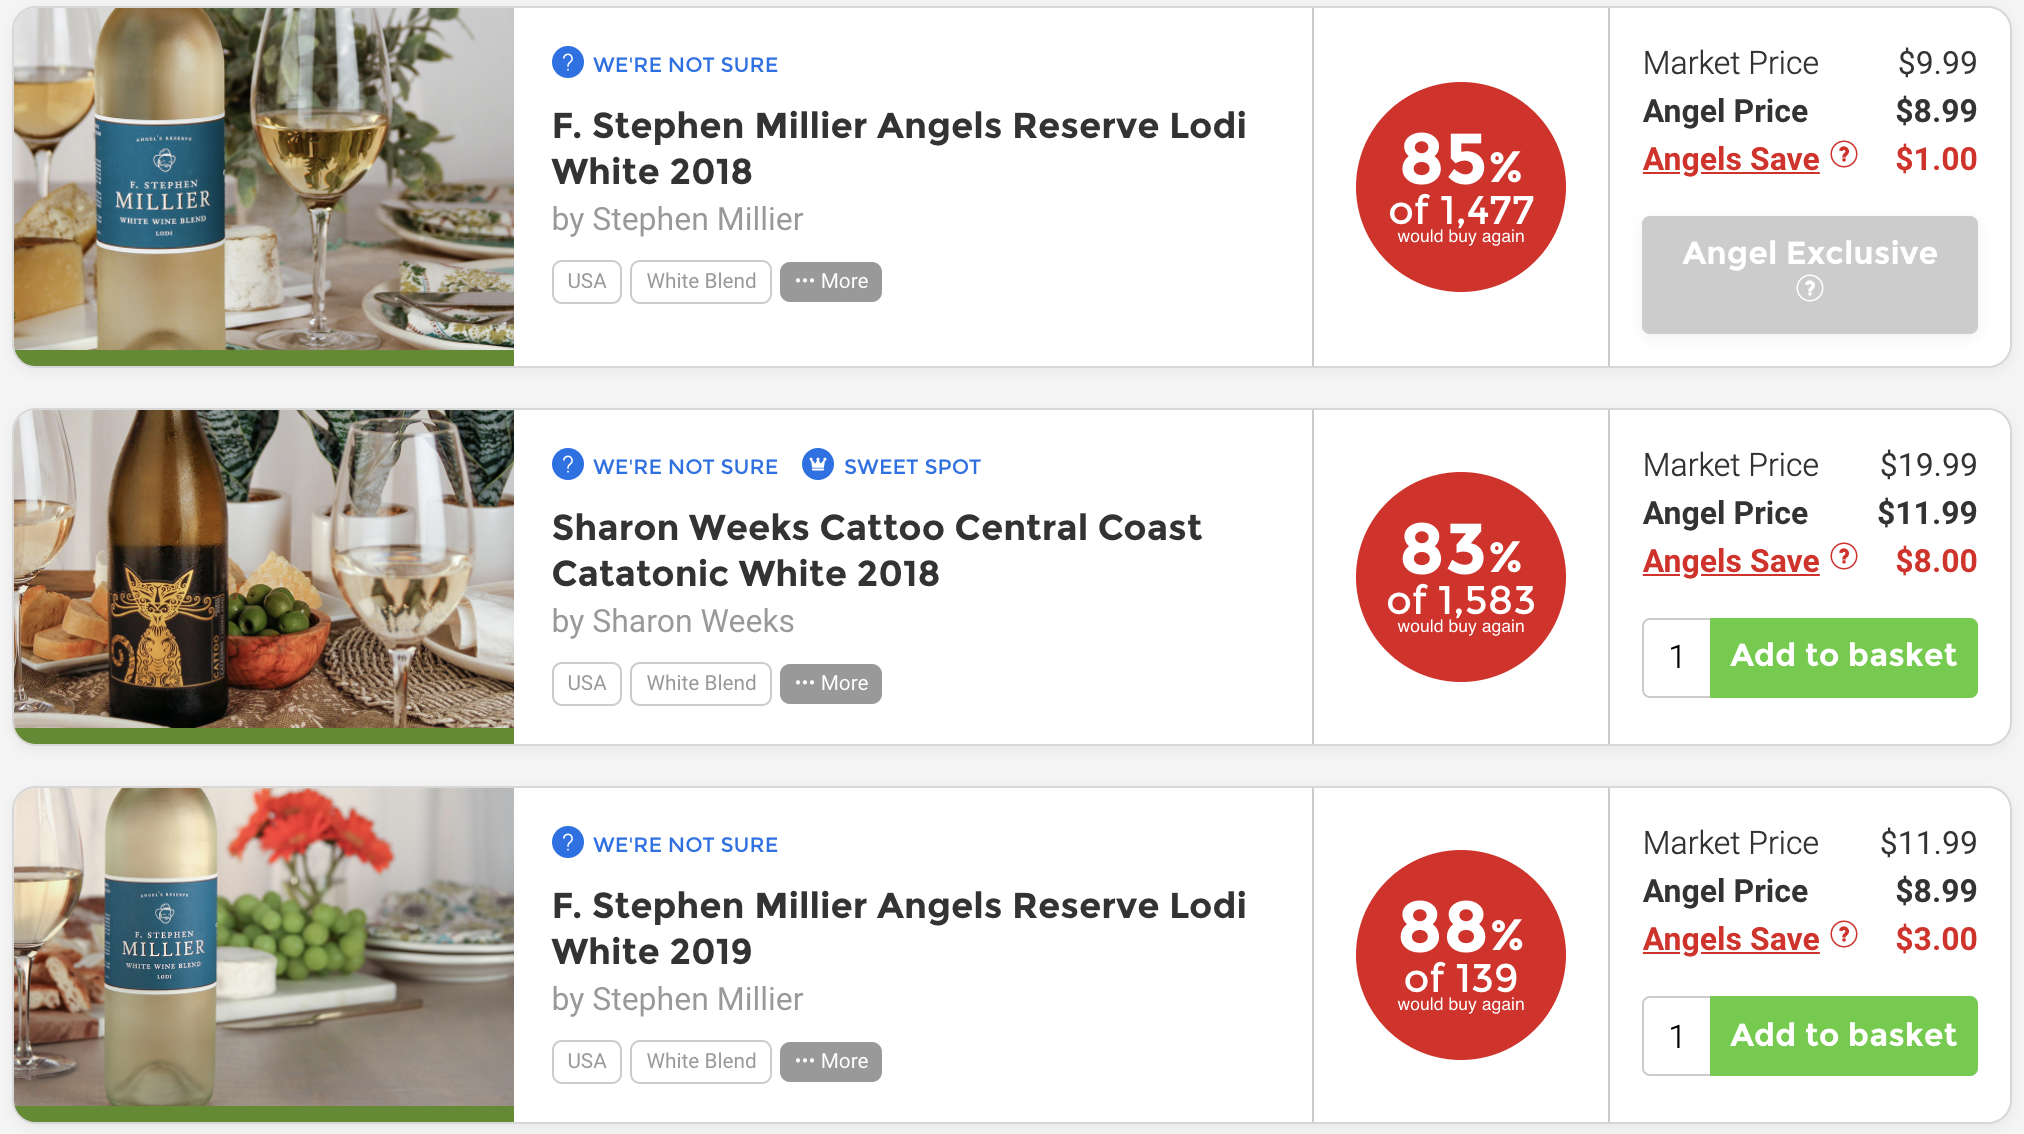 ANGEL'S RESERVE
F. STEPHEN
MILLIER
WHITE WINE BLEND
LODI
? WE'RE NOT SURE
F. Stephen Millier Angels Reserve Lodi
White 2018
by Stephen Millier
USA
White Blend
••• More
85%
of 1,477
would buy again
Market Price $9.99
Angel Price $8.99
Angels Save ? $1.00
Angel Exclusive
?
CATTOO
? WE'RE NOT SURE SWEET SPOT
Sharon Weeks Cattoo Central Coast
Catatonic White 2018
by Sharon Weeks
USA
White Blend
••• More
83%
of 1,583
would buy again
Market Price $19.99
Angel Price $11.99
Angels Save ? $8.00
1 Add to basket
ANGEL'S RESERVE
F. STEPHEN
MILLIER
WHITE WINE BLEND
LODI
? WE'RE NOT SURE
F. Stephen Millier Angels Reserve Lodi
White 2019
by Stephen Millier
USA
White Blend
••• More
88%
of 139
would buy again
Market Price $11.99
Angel Price $8.99
Angels Save ? $3.00
1 Add to basket